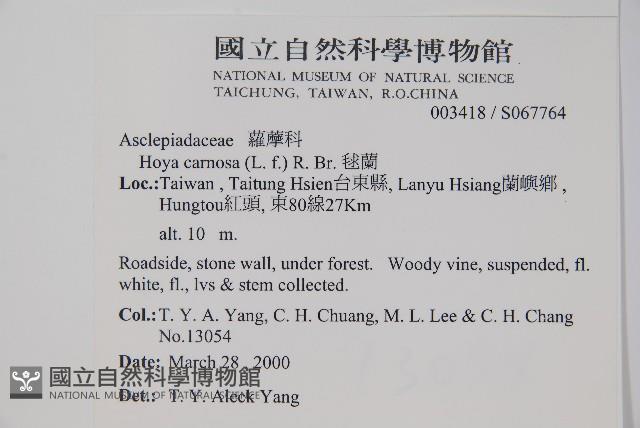 國立自然科學博物館
NATIONAL MUSEUM OF NATURAL SCIENCE
TAICHUNG, TAIWAN, R.O.CHINA
003418 / S067764
Asclepiadaceae 蘿藦科
Hoya carnosa (L. f.) R. Br. 毬蘭
Loc.:Taiwan , Taitung Hsien台東縣, Lanyu Hsiang蘭嶼鄉 ,
Hungtou紅頭, 東80線27Km
alt. 10 m.
Roadside, stone wall, under forest. Woody vine, suspended, fl.
white, fl., lvs & stem collected.
Col.:T. Y. A. Yang, C. H. Chuang, M. L. Lee & C. H. Chang
No.13054
Date: March 28, 2000
國立自然科學博物館
NATIONAL MUSEUM OF NATURAL SCIENCE
Det.: T. Y. Aleck Yang